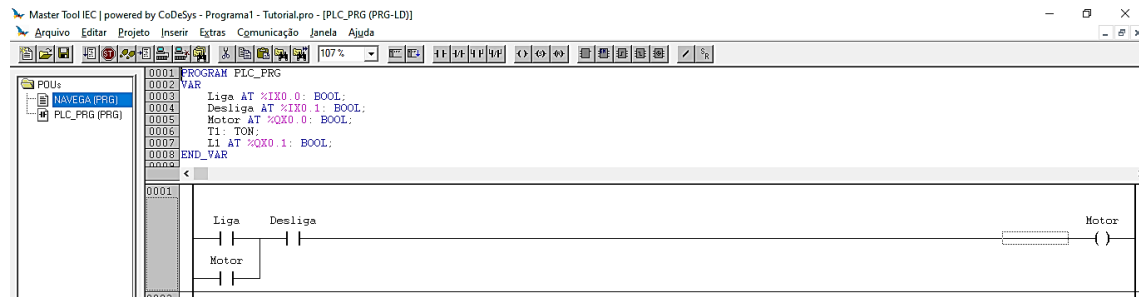 Master Tool IEC | powered by CoDeSys - Programa1 - Tutorial.pro - [PLC_PRG (PRG-LD)]
Arquivo Editar Projeto Inserir Extras Comunicação Janela Ajuda
107 %
POUs
NAVEGA (PRG)
PLC_PRG (PRG)
0001 PROGRAM PLC_PRG
0002 VAR
0003 Liga AT %IX0.0: BOOL;
0004 Desliga AT %IX0.1: BOOL;
0005 Motor AT %QX0.0: BOOL;
0006 T1: TON;
0007 L1 AT %QX0.1: BOOL;
0008 END_VAR
0009
0001
Liga Desliga Motor
Motor
0002